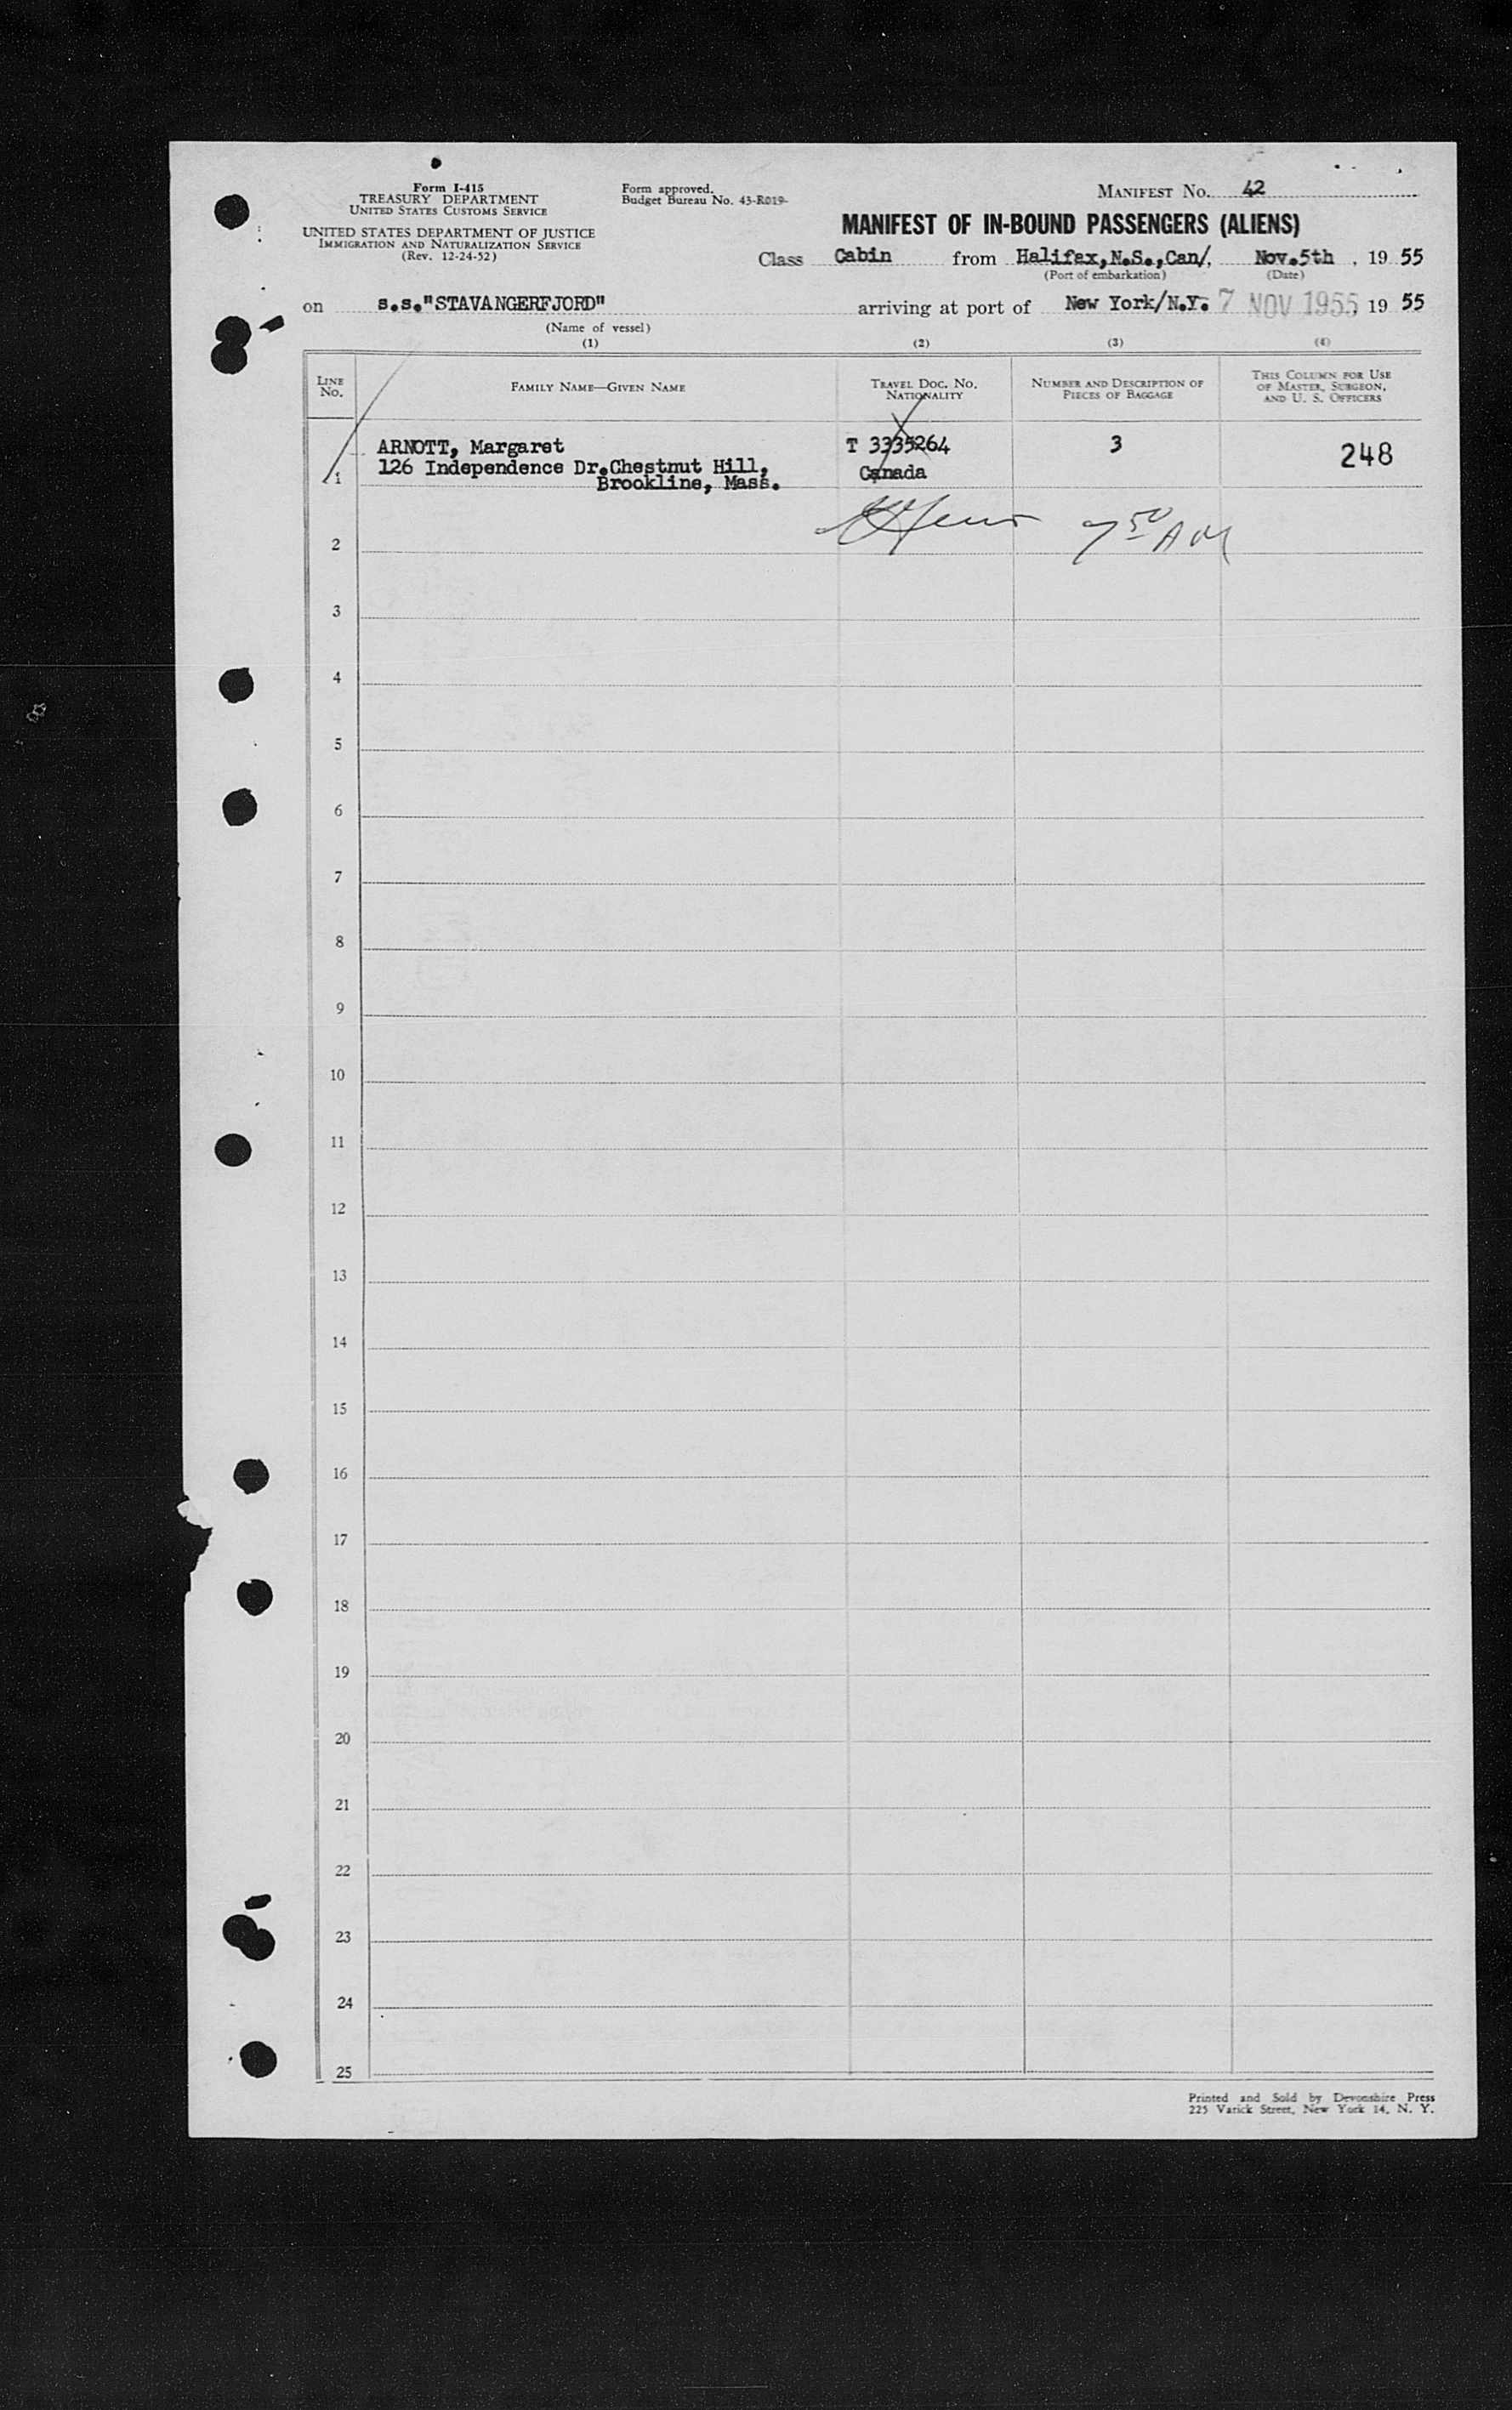 Form I-415
TREASURY DEPARTMENT
UNITED STATES CUSTOMS SERVICE
UNITED STATES DEPARTMENT OF JUSTICE
IMMIGRATION AND NATURALIZATION SERVICE
(Rev. 12-24-52)
Form approved.
Budget Bureau No. 43-R019-
MANIFEST NO. 42
MANIFEST OF IN-BOUND PASSENGERS (ALIENS)
Class Cabin from Halifax,N.S.,Can/, Nov.5th , 19 55
(Port of embarkation) (Date)
on s.s."STAVANGERFJORD" arriving at port of New York/N.Y. 7 NOV 1955, 19 55
(Name of vessel)
(1) (2) (3) (4)
LINE NO.
FAMILY NAME—GIVEN NAME
TRAVEL DOC. NO.
NATIONALITY
NUMBER AND DESCRIPTION OF
PIECES OF BAGGAGE
THIS COLUMN FOR USE
OF MASTER, SURGEON,
AND U. S. OFFICERS
1 ARNOTT, Margaret T 3335264 3 248
126 Independence Dr.Chestnut Hill, Canada
Brookline, Mass.
7 50 AM
2
3
4
5
6
7
8
9
10
11
12
13
14
15
16
17
18
19
20
21
22
23
24
25
Printed and Sold by Devonshire Press
225 Varick Street, New York 14, N. Y.